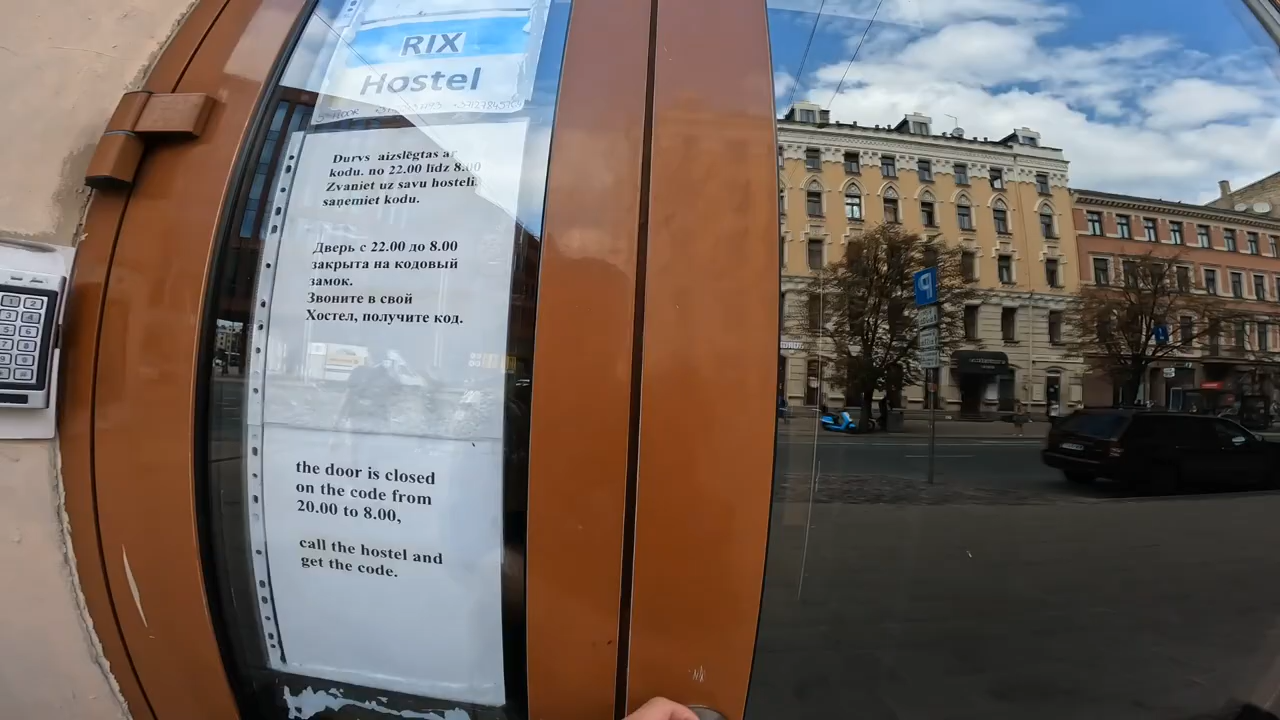 RIX
Hostel
FLOOR
Durvs aizslēgtas ar
kodu. no 22.00 līdz 8.00
Zvaniet uz savu hosteli
saņemiet kodu.
Дверь с 22.00 до 8.00
закрыта на кодовый
замок.
Звоните в свой
Хостел, получите код.
the door is closed
on the code from
20.00 to 8.00,
call the hostel and
get the code.